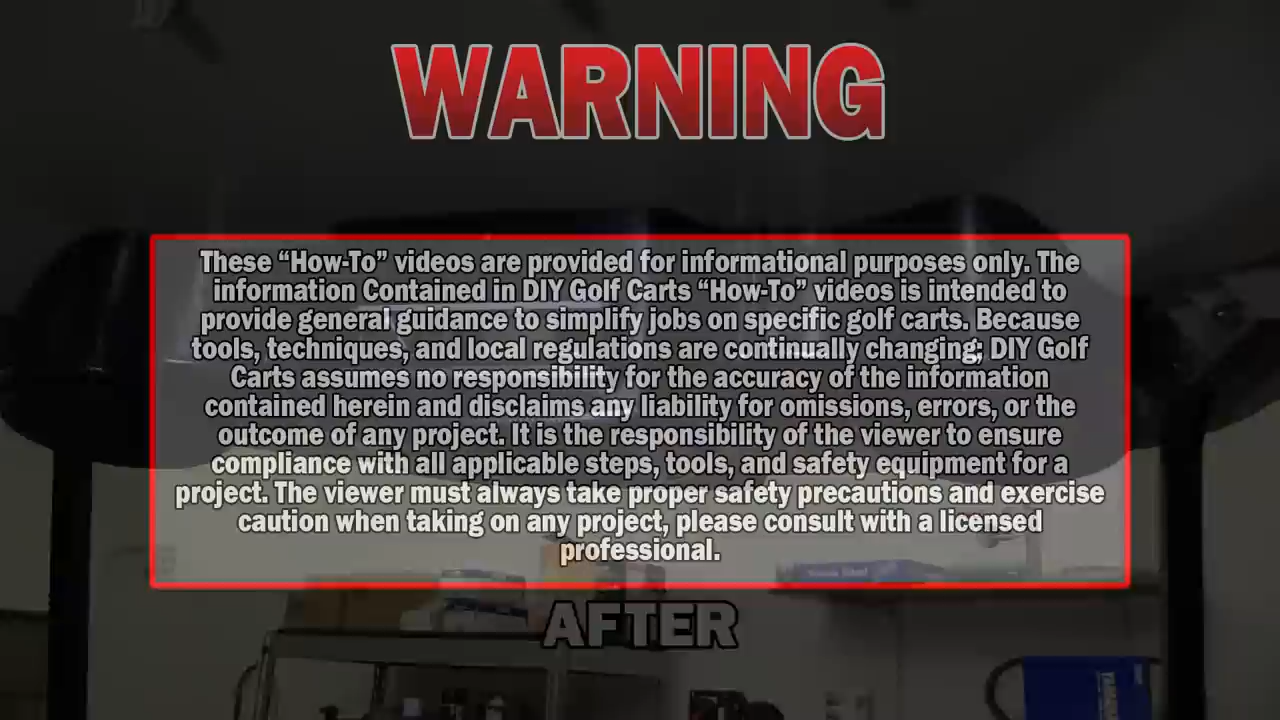 WARNING
These “How-To” videos are provided for informational purposes only. The
information Contained in DIY Golf Carts “How-To” videos is intended to
provide general guidance to simplify jobs on specific golf carts. Because
tools, techniques, and local regulations are continually changing; DIY Golf
Carts assumes no responsibility for the accuracy of the information
contained herein and disclaims any liability for omissions, errors, or the
outcome of any project. It is the responsibility of the viewer to ensure
compliance with all applicable steps, tools, and safety equipment for a
project. The viewer must always take proper safety precautions and exercise
caution when taking on any project, please consult with a licensed
professional.
AFTER